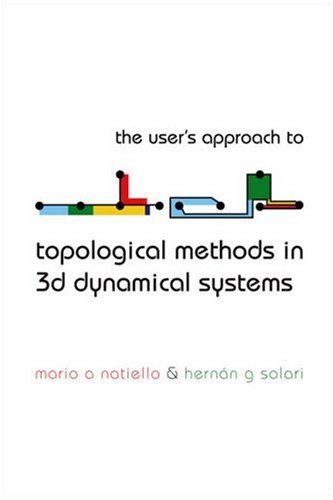 the user's approach to
topological methods in
3d dynamical systems
mario a natiello & hernán g solari